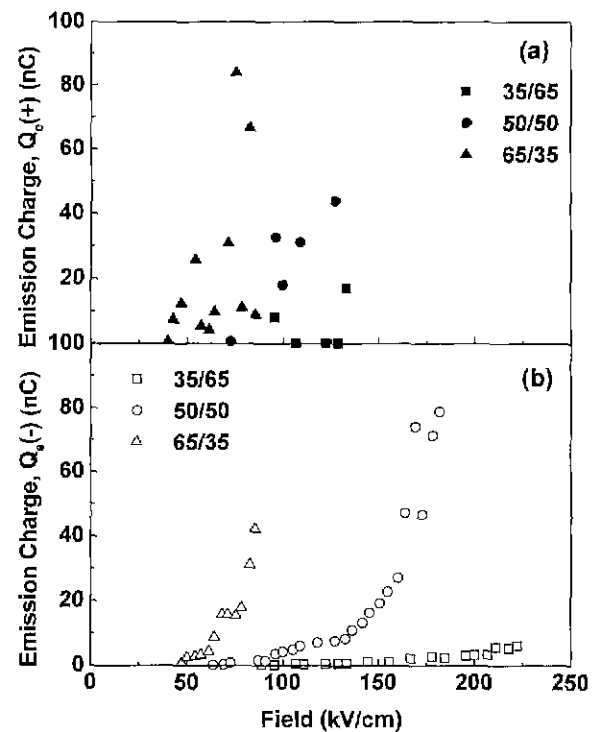 100
80
60
40
20
100
80
60
40
20
0
Emission Charge, Qe(+) (nC)
Emission Charge, Qe(-) (nC)
(a)
35/65
50/50
65/35
(b)
35/65
50/50
65/35
0 50 100 150 200 250
Field (kV/cm)